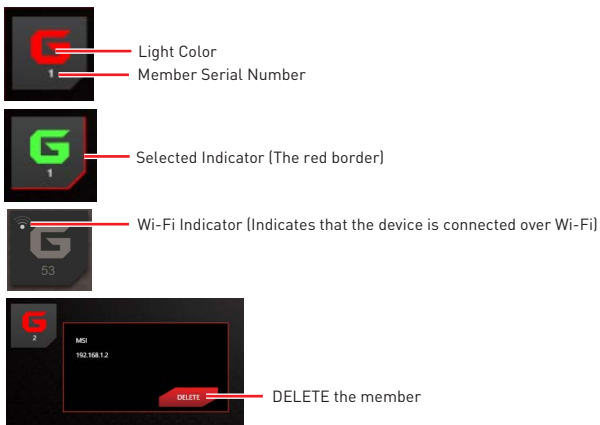 G
Light Color
1
Member Serial Number
G
1
Selected Indicator (The red border)
Wi-Fi Indicator (Indicates that the device is connected over Wi-Fi)
G
53
G
2
MSI
192.168.1.2
DELETE
DELETE the member